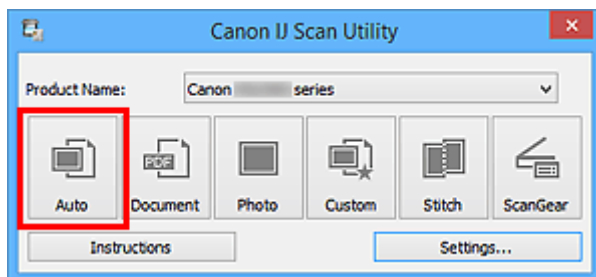 Canon IJ Scan Utility
Product Name: Canon series
PDF
Auto Document Photo Custom Stitch ScanGear
Instructions Settings...